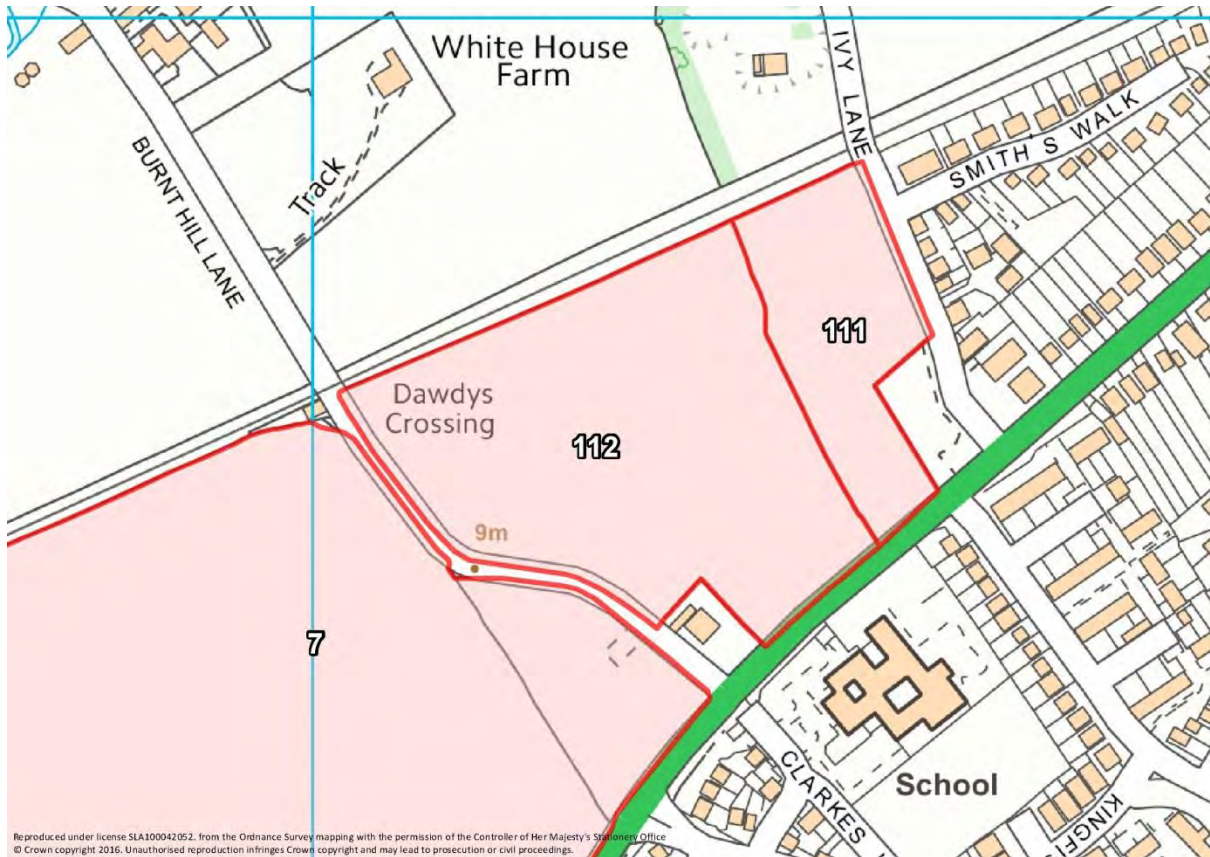 White House
Farm
IVY LANE
SMITH'S WALK
BURNT HILL LANE
Track
111
Dawdys
Crossing
112
9m
7
School
CLARKES
Reproduced under license SLA100042052. from the Ordnance Survey mapping with the permission of the Controller of Her Majesty's Stationery Office
© Crown copyright 2016. Unauthorised reproduction infringes Crown copyright and may lead to prosecution or civil proceedings.